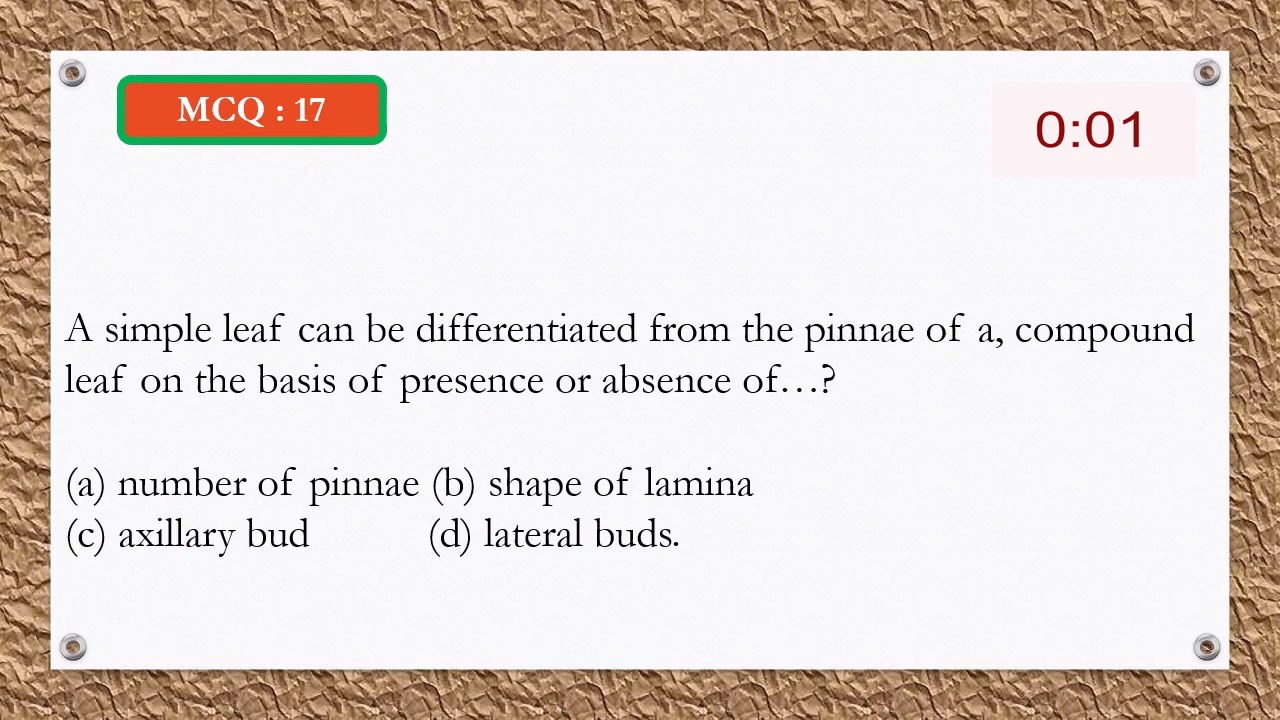 MCQ : 17
0:01
A simple leaf can be differentiated from the pinnae of a, compound
leaf on the basis of presence or absence of…?
(a) number of pinnae (b) shape of lamina
(c) axillary bud (d) lateral buds.